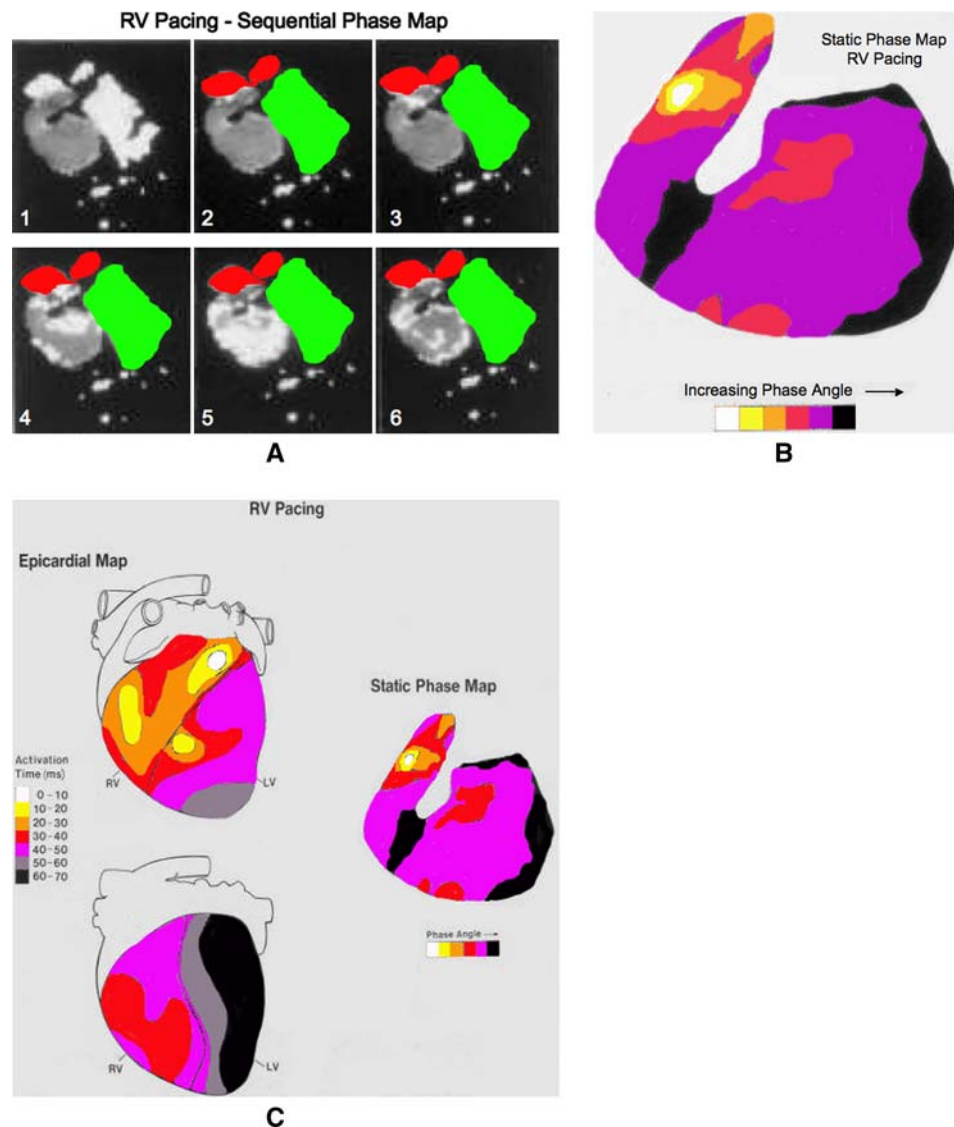 RV Pacing - Sequential Phase Map
1
2
3
4
5
6
A
Static Phase Map
RV Pacing
Increasing Phase Angle →
B
RV Pacing
Epicardial Map
Activation
Time (ms)
0-10
10-20
20-30
30-40
40-50
50-60
60-70
RV
LV
RV
LV
Static Phase Map
Phase Angle →
C